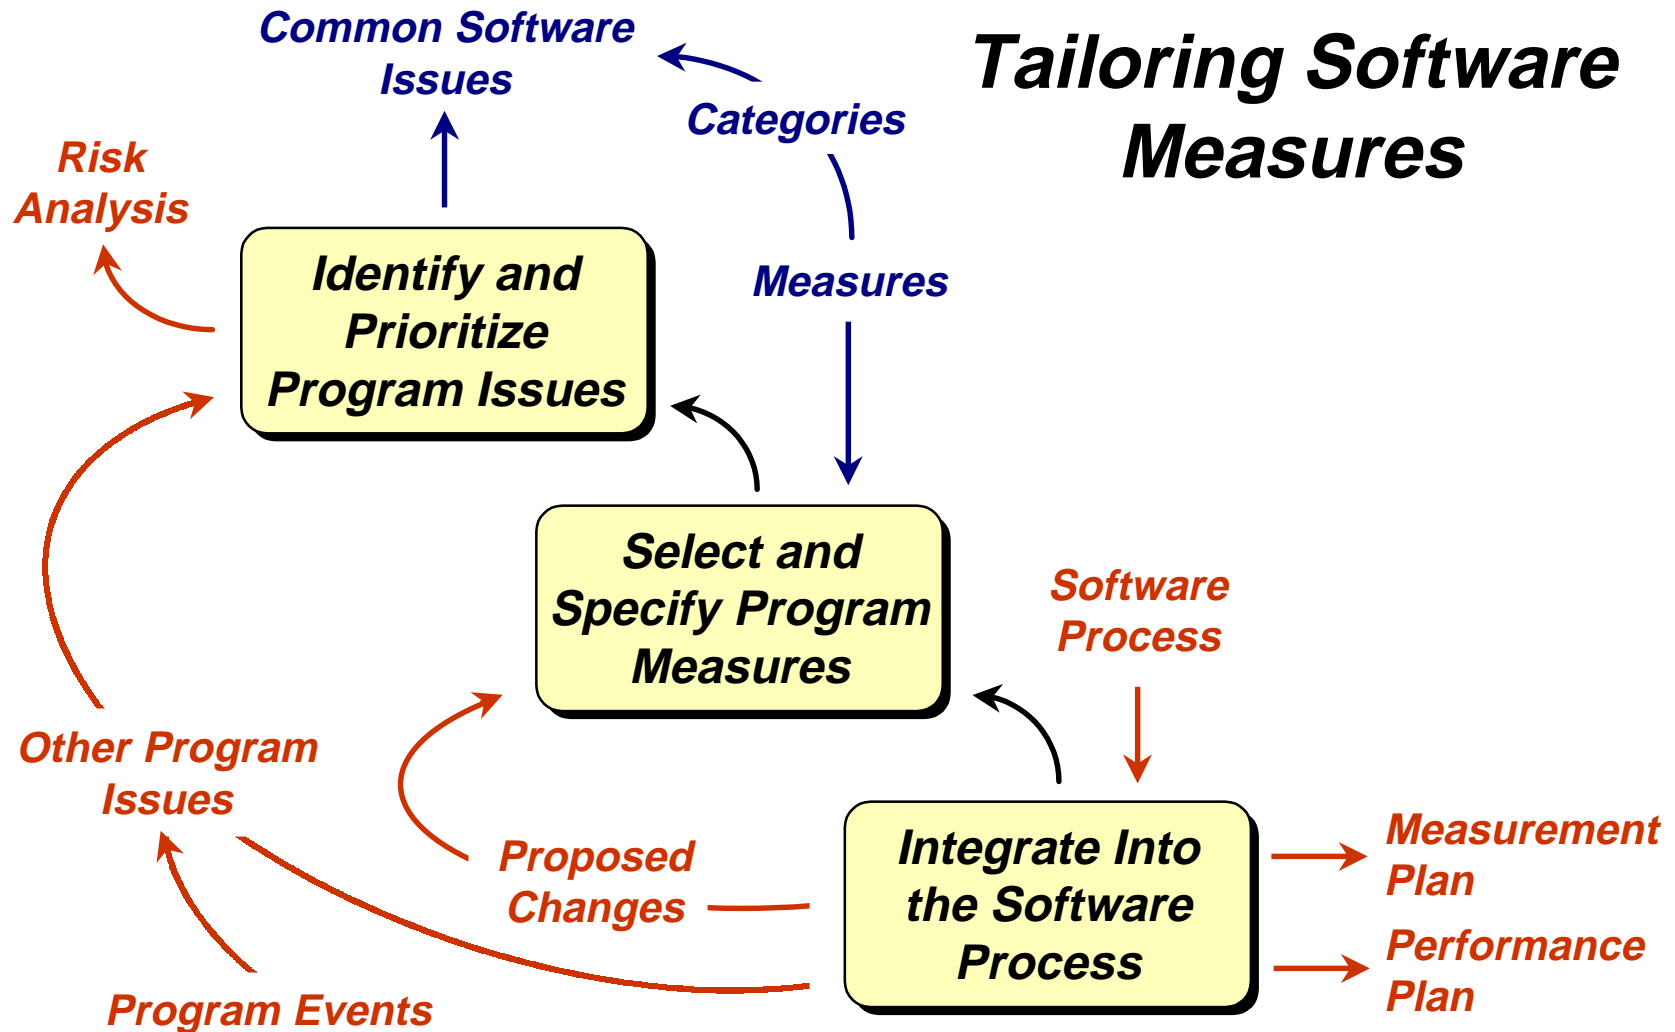 Tailoring Software
Measures
Common Software
Issues
Categories
Risk
Analysis
Identify and
Prioritize
Program Issues
Measures
Select and
Specify Program
Measures
Software
Process
Other Program
Issues
Proposed
Changes
Integrate Into
the Software
Process
Measurement
Plan
Performance
Plan
Program Events